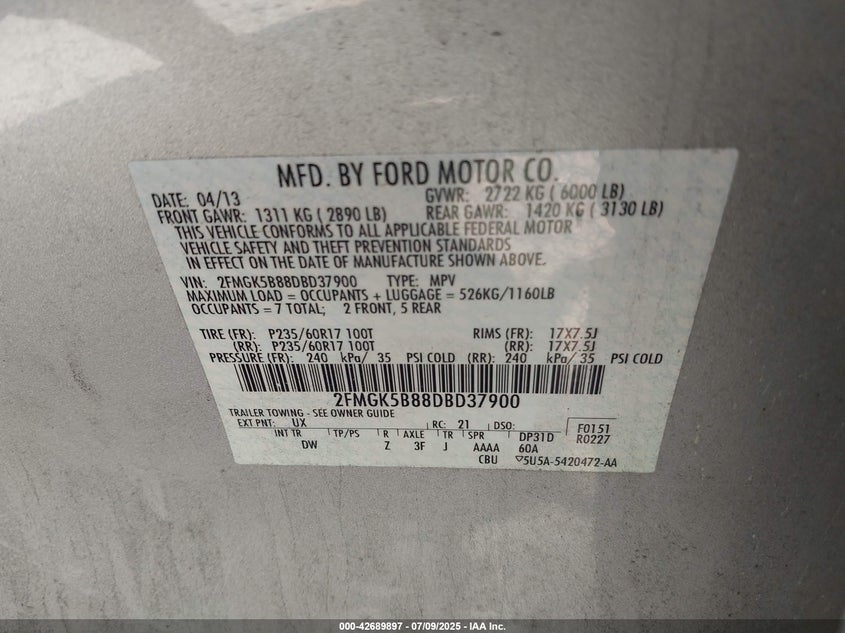 MFD. BY FORD MOTOR CO.
DATE: 04/13 GVWR: 2722 KG ( 6000 LB)
FRONT GAWR: 1311 KG ( 2890 LB) REAR GAWR: 1420 KG ( 3130 LB)
THIS VEHICLE CONFORMS TO ALL APPLICABLE FEDERAL MOTOR
VEHICLE SAFETY AND THEFT PREVENTION STANDARDS
IN EFFECT ON THE DATE OF MANUFACTURE SHOWN ABOVE.
VIN: 2FMGK5B88DBD37900 TYPE: MPV
MAXIMUM LOAD = OCCUPANTS + LUGGAGE = 526KG/1160LB
OCCUPANTS = 7 TOTAL; 2 FRONT, 5 REAR
TIRE (FR): P235/60R17 100T RIMS (FR): 17X7.5J
(RR): P235/60R17 100T (RR): 17X7.5J
PRESSURE (FR): 240 kPa/ 35 PSI COLD (RR): 240 kPa/ 35 PSI COLD
2FMGK5B88DBD37900
TRAILER TOWING - SEE OWNER GUIDE
EXT PNT: UX RC: 21 DSO: F0151
INT TR TP/PS R AXLE TR SPR DP31D R0227
DW Z 3F J AAAA 60A
CBU 5U5A-5420472-AA
000-42689897 - 07/09/2025 - IAA Inc.